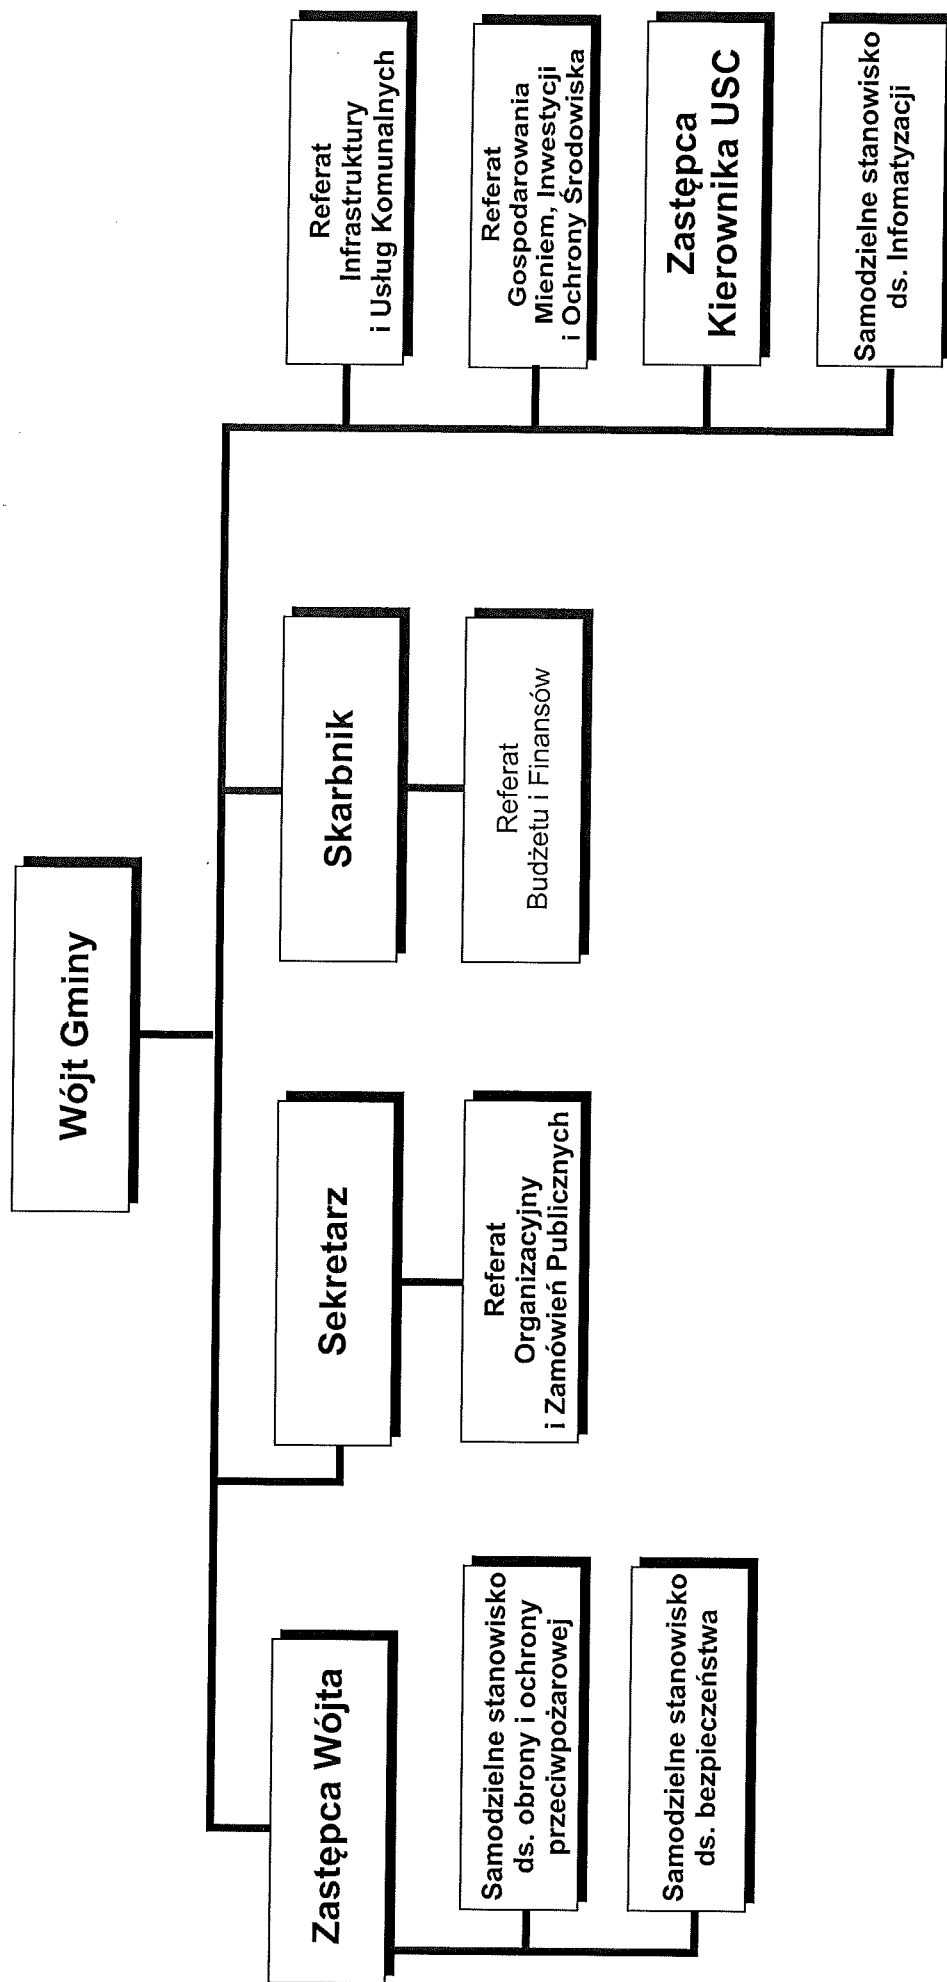 Wójt Gminy
Zastępca Wójta
Samodzielne stanowisko
ds. obrony i ochrony
przeciwpożarowej
Samodzielne stanowisko
ds. bezpieczeństwa
Sekretarz
Referat
Organizacyjny
i Zamówień Publicznych
Skarbnik
Referat
Budżetu i Finansów
Referat
Infrastruktury
i Usług Komunalnych
Referat
Gospodarowania
Mieniem, Inwestycji
i Ochrony Środowiska
Zastępca
Kierownika USC
Samodzielne stanowisko
ds. Infomatyzacji